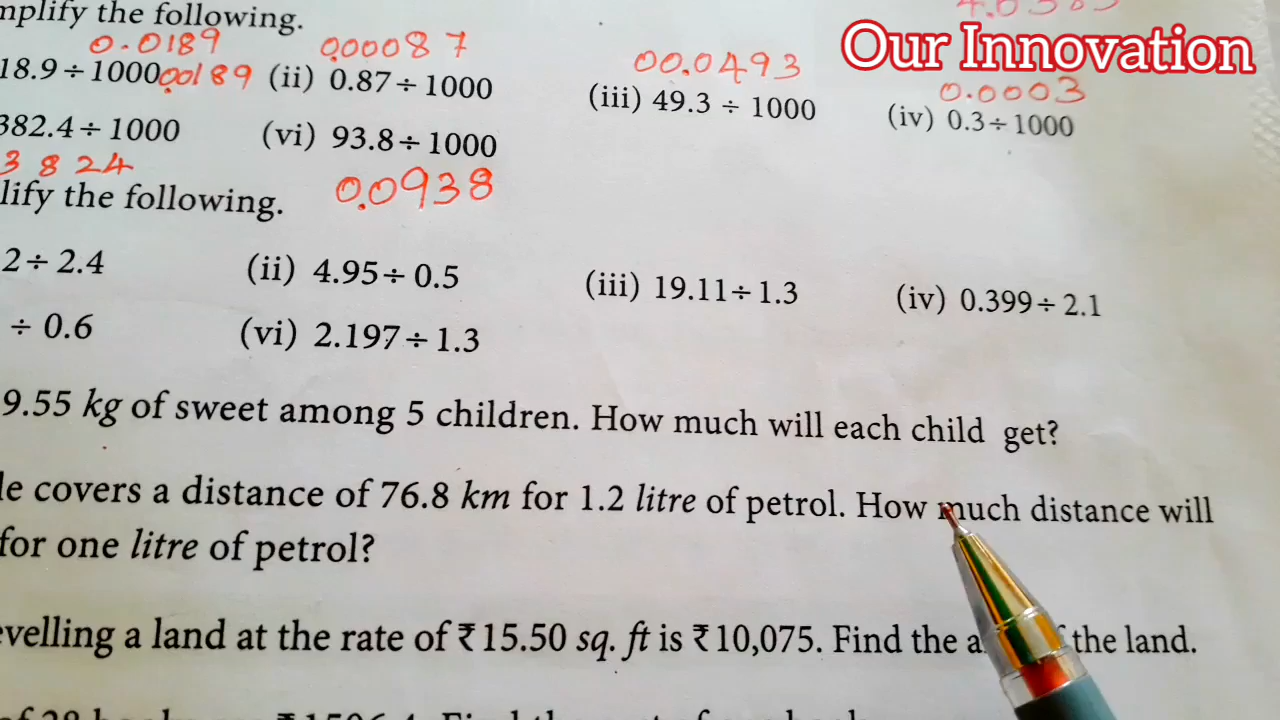 mplify the following.
Our Innovation
0.0189
0.00087
00.0493
0.0003
18.9÷1000 .00189 (ii) 0.87÷1000 (iii) 49.3 ÷ 1000 (iv) 0.3÷1000
382.4÷1000 (vi) 93.8÷1000
3824
0.0938
lify the following.
2÷ 2.4 (ii) 4.95÷ 0.5 (iii) 19.11÷1.3 (iv) 0.399÷ 2.1
÷ 0.6 (vi) 2.197÷1.3
9.55 kg of sweet among 5 children. How much will each child get?
le covers a distance of 76.8 km for 1.2 litre of petrol. How much distance will
for one litre of petrol?
evelling a land at the rate of ₹15.50 sq. ft is ₹10,075. Find the the land.